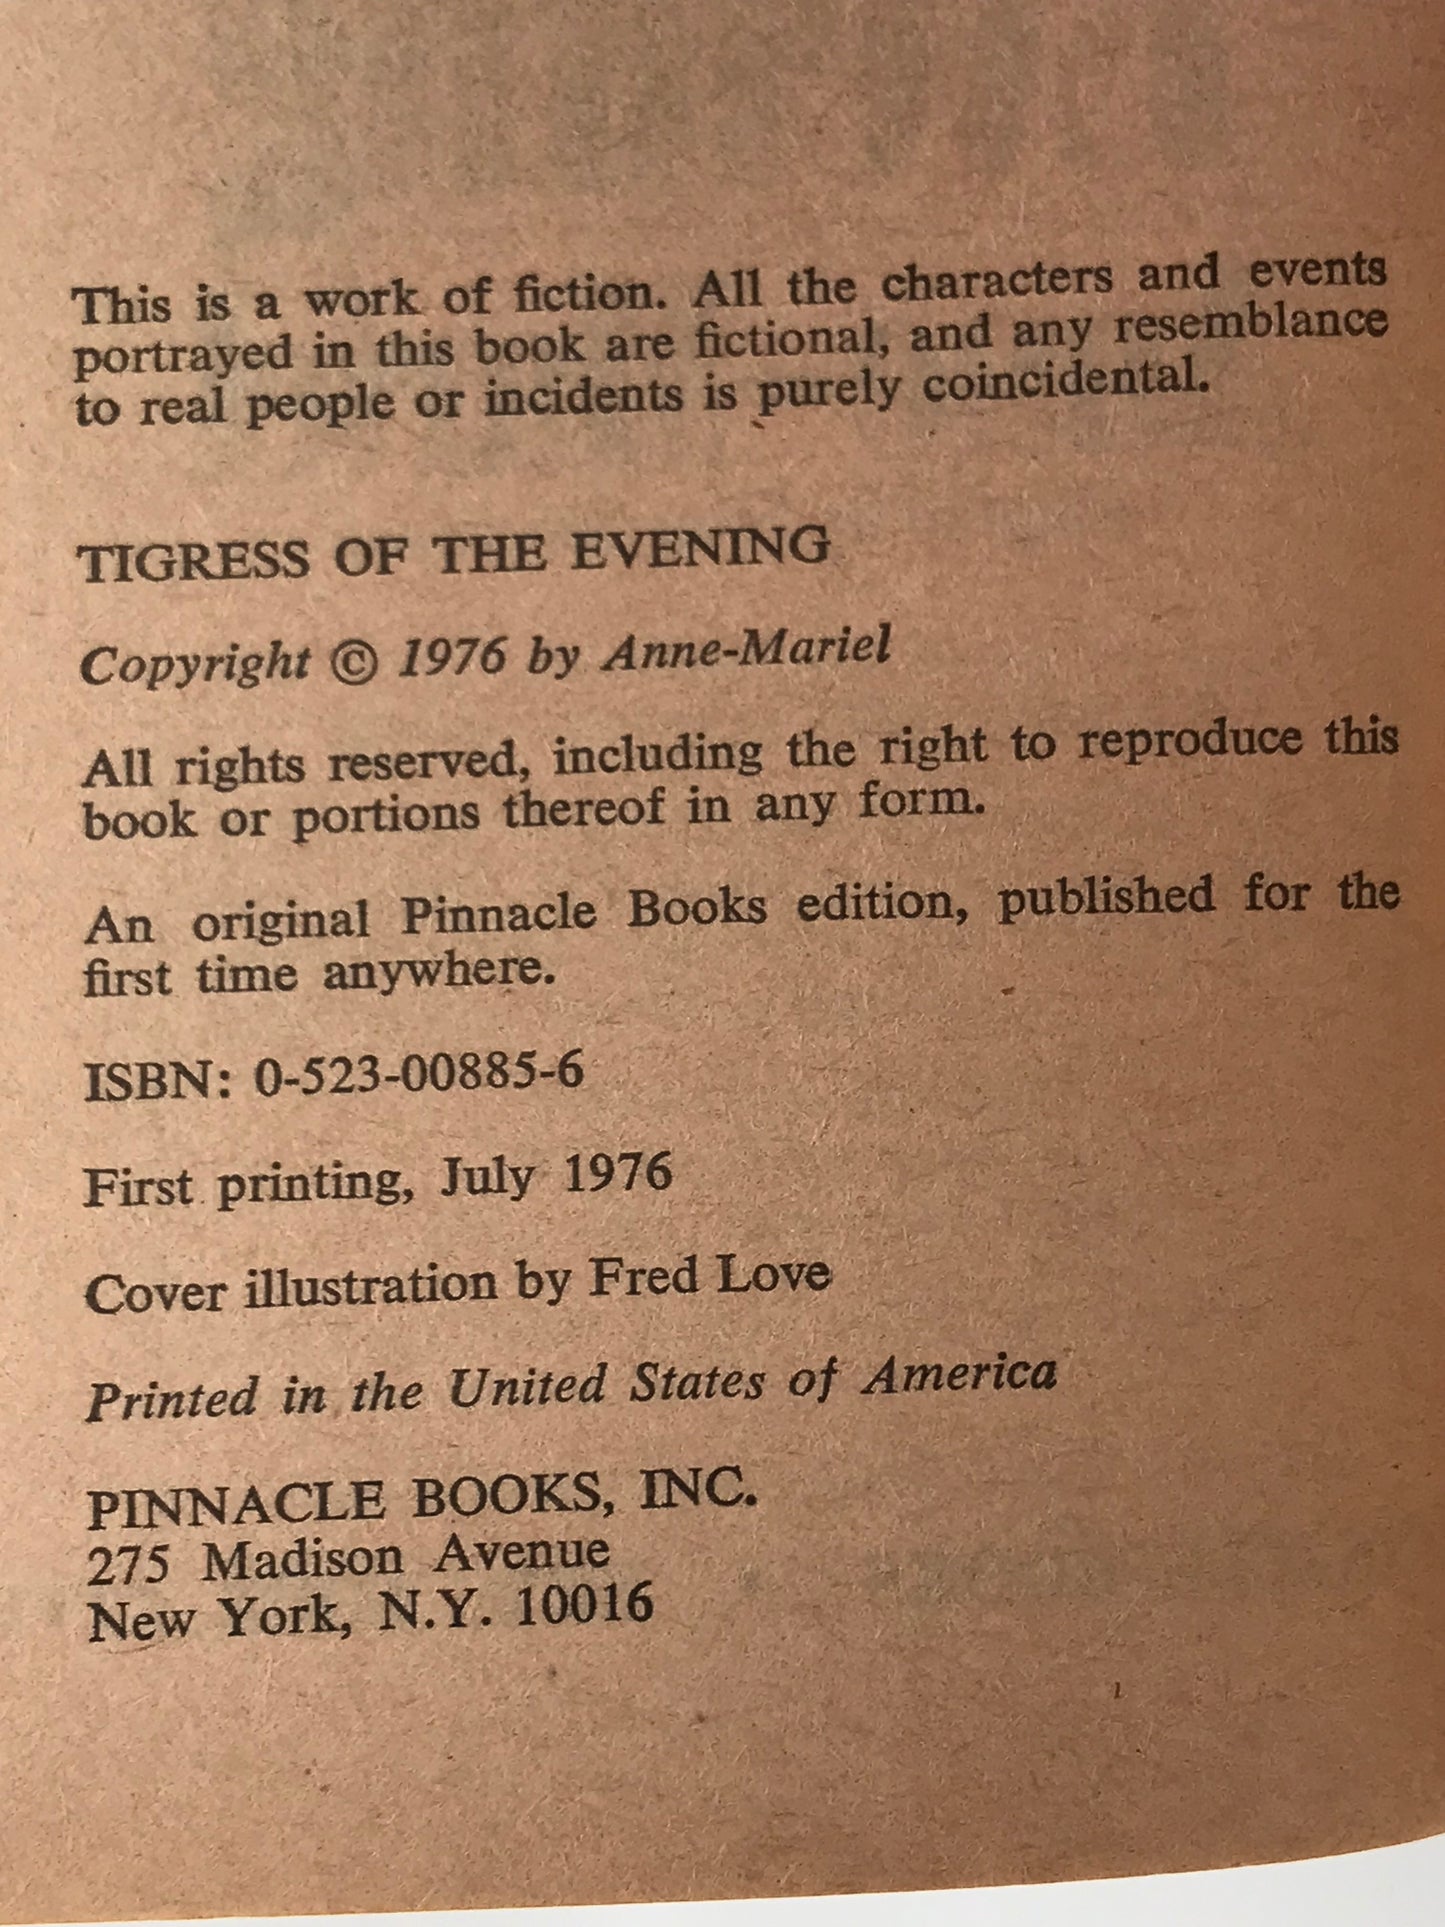 This is a work of fiction. All the characters and events
portrayed in this book are fictional, and any resemblance
to real people or incidents is purely coincidental.
TIGRESS OF THE EVENING
Copyright © 1976 by Anne-Mariel
All rights reserved, including the right to reproduce this
book or portions thereof in any form.
An original Pinnacle Books edition, published for the
first time anywhere.
ISBN: 0-523-00885-6
First printing, July 1976
Cover illustration by Fred Love
Printed in the United States of America
PINNACLE BOOKS, INC.
275 Madison Avenue
New York, N.Y. 10016